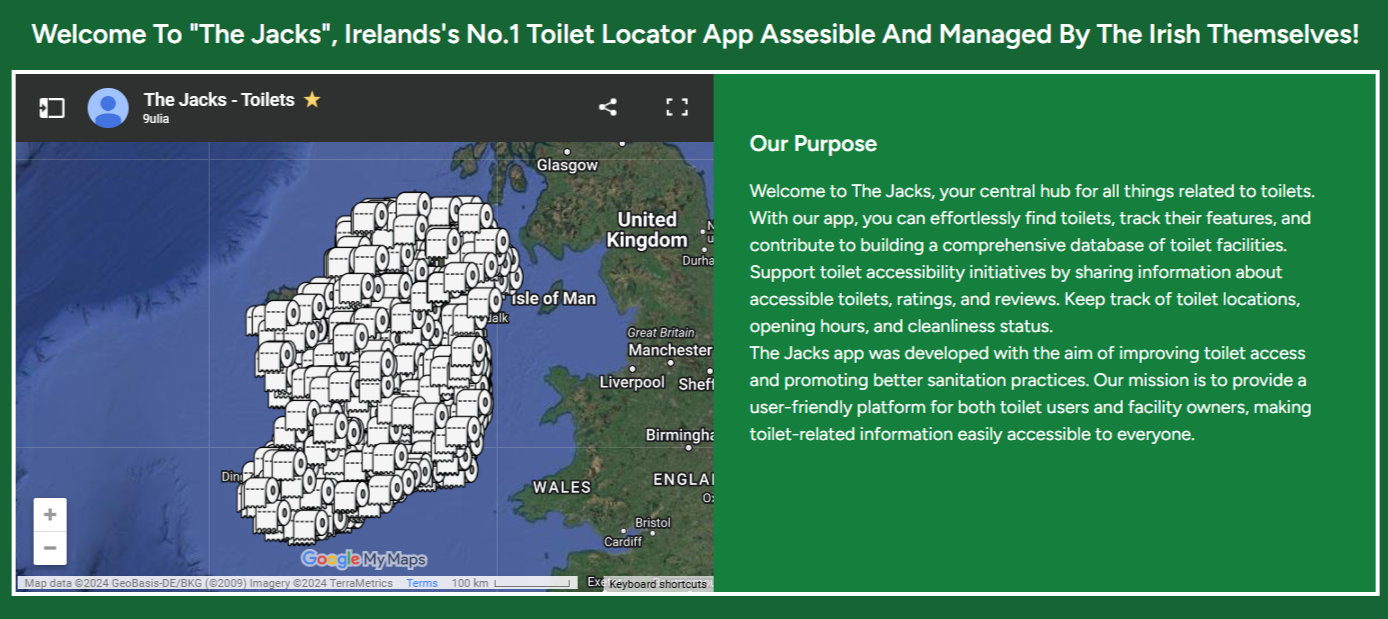 Welcome To "The Jacks", Irelands's No.1 Toilet Locator App Assesible And Managed By The Irish Themselves!
The Jacks - Toilets
9ulia
Glasgow
United
Kingdom
Durha
Isle of Man
dalk
Great Britain
Manchester
Liverpool
Sheff
Birmingha
Din
WALES
ENGLA
Bristol
Cardiff
Google MyMaps
Map data ©2024 GeoBasis-DE/BKG (©2009) Imagery ©2024 TerraMetrics
Terms
100 km
Exe
Keyboard shortcuts
Our Purpose
Welcome to The Jacks, your central hub for all things related to toilets.
With our app, you can effortlessly find toilets, track their features, and
contribute to building a comprehensive database of toilet facilities.
Support toilet accessibility initiatives by sharing information about
accessible toilets, ratings, and reviews. Keep track of toilet locations,
opening hours, and cleanliness status.
The Jacks app was developed with the aim of improving toilet access
and promoting better sanitation practices. Our mission is to provide a
user-friendly platform for both toilet users and facility owners, making
toilet-related information easily accessible to everyone.